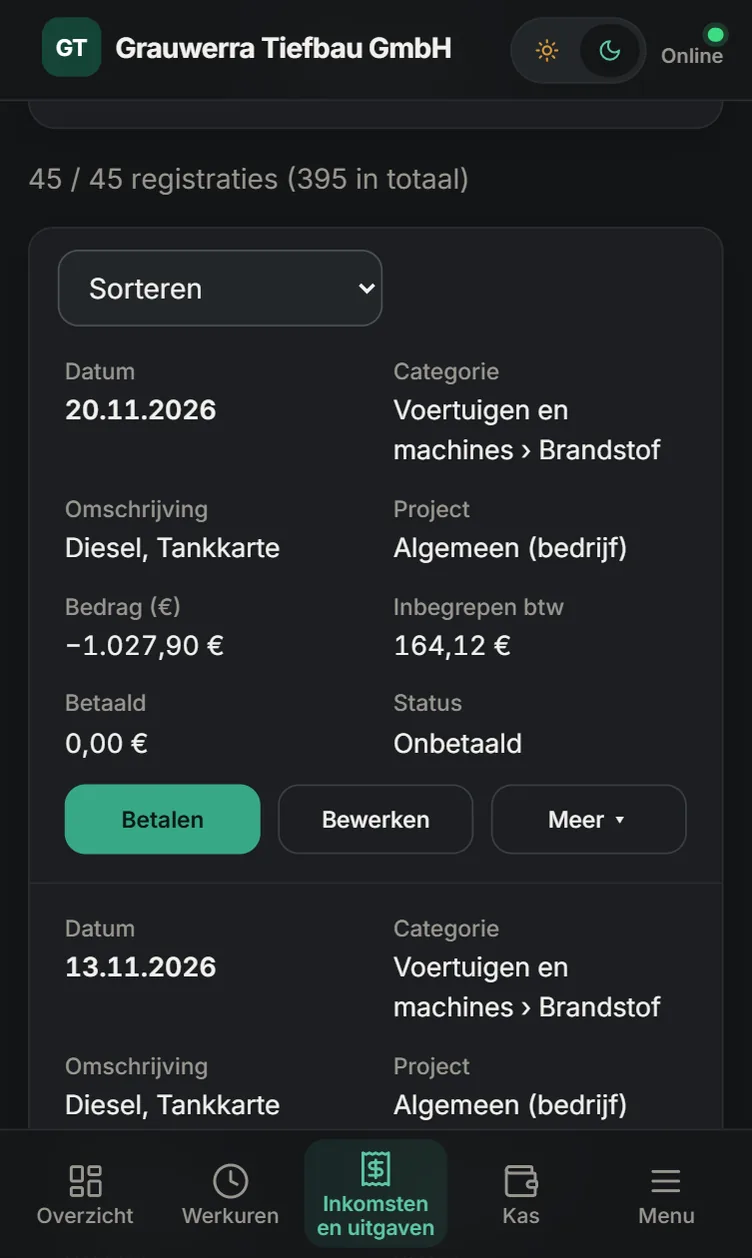 GT
Grauwerra Tiefbau GmbH
Online
45 / 45 registraties (395 in totaal)
Sorteren
Datum
20.11.2026
Categorie
Voertuigen en
machines › Brandstof
Omschrijving
Diesel, Tankkarte
Project
Algemeen (bedrijf)
Bedrag (€)
−1.027,90 €
Inbegrepen btw
164,12 €
Betaald
0,00 €
Status
Onbetaald
Betalen
Bewerken
Meer ▾
Datum
13.11.2026
Categorie
Voertuigen en
machines › Brandstof
Omschrijving
Diesel, Tankkarte
Project
Algemeen (bedrijf)
Overzicht
Werkuren
Inkomsten
en uitgaven
Kas
Menu